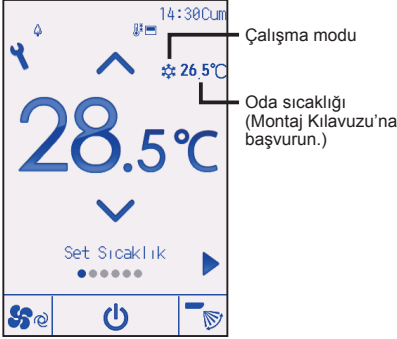 14:30Cum
Çalışma modu
26.5°C
28.5°C
Oda sıcaklığı
(Montaj Kılavuzu’na
başvurun.)
Set Sıcaklık